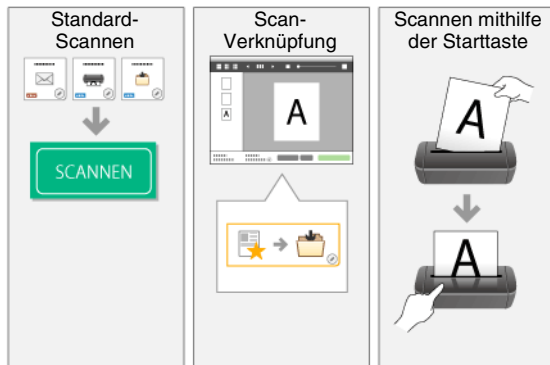 Standard-
Scannen
SCANNEN
Scan-
Verknüpfung
A
A
Scannen mithilfe
der Starttaste
A
A